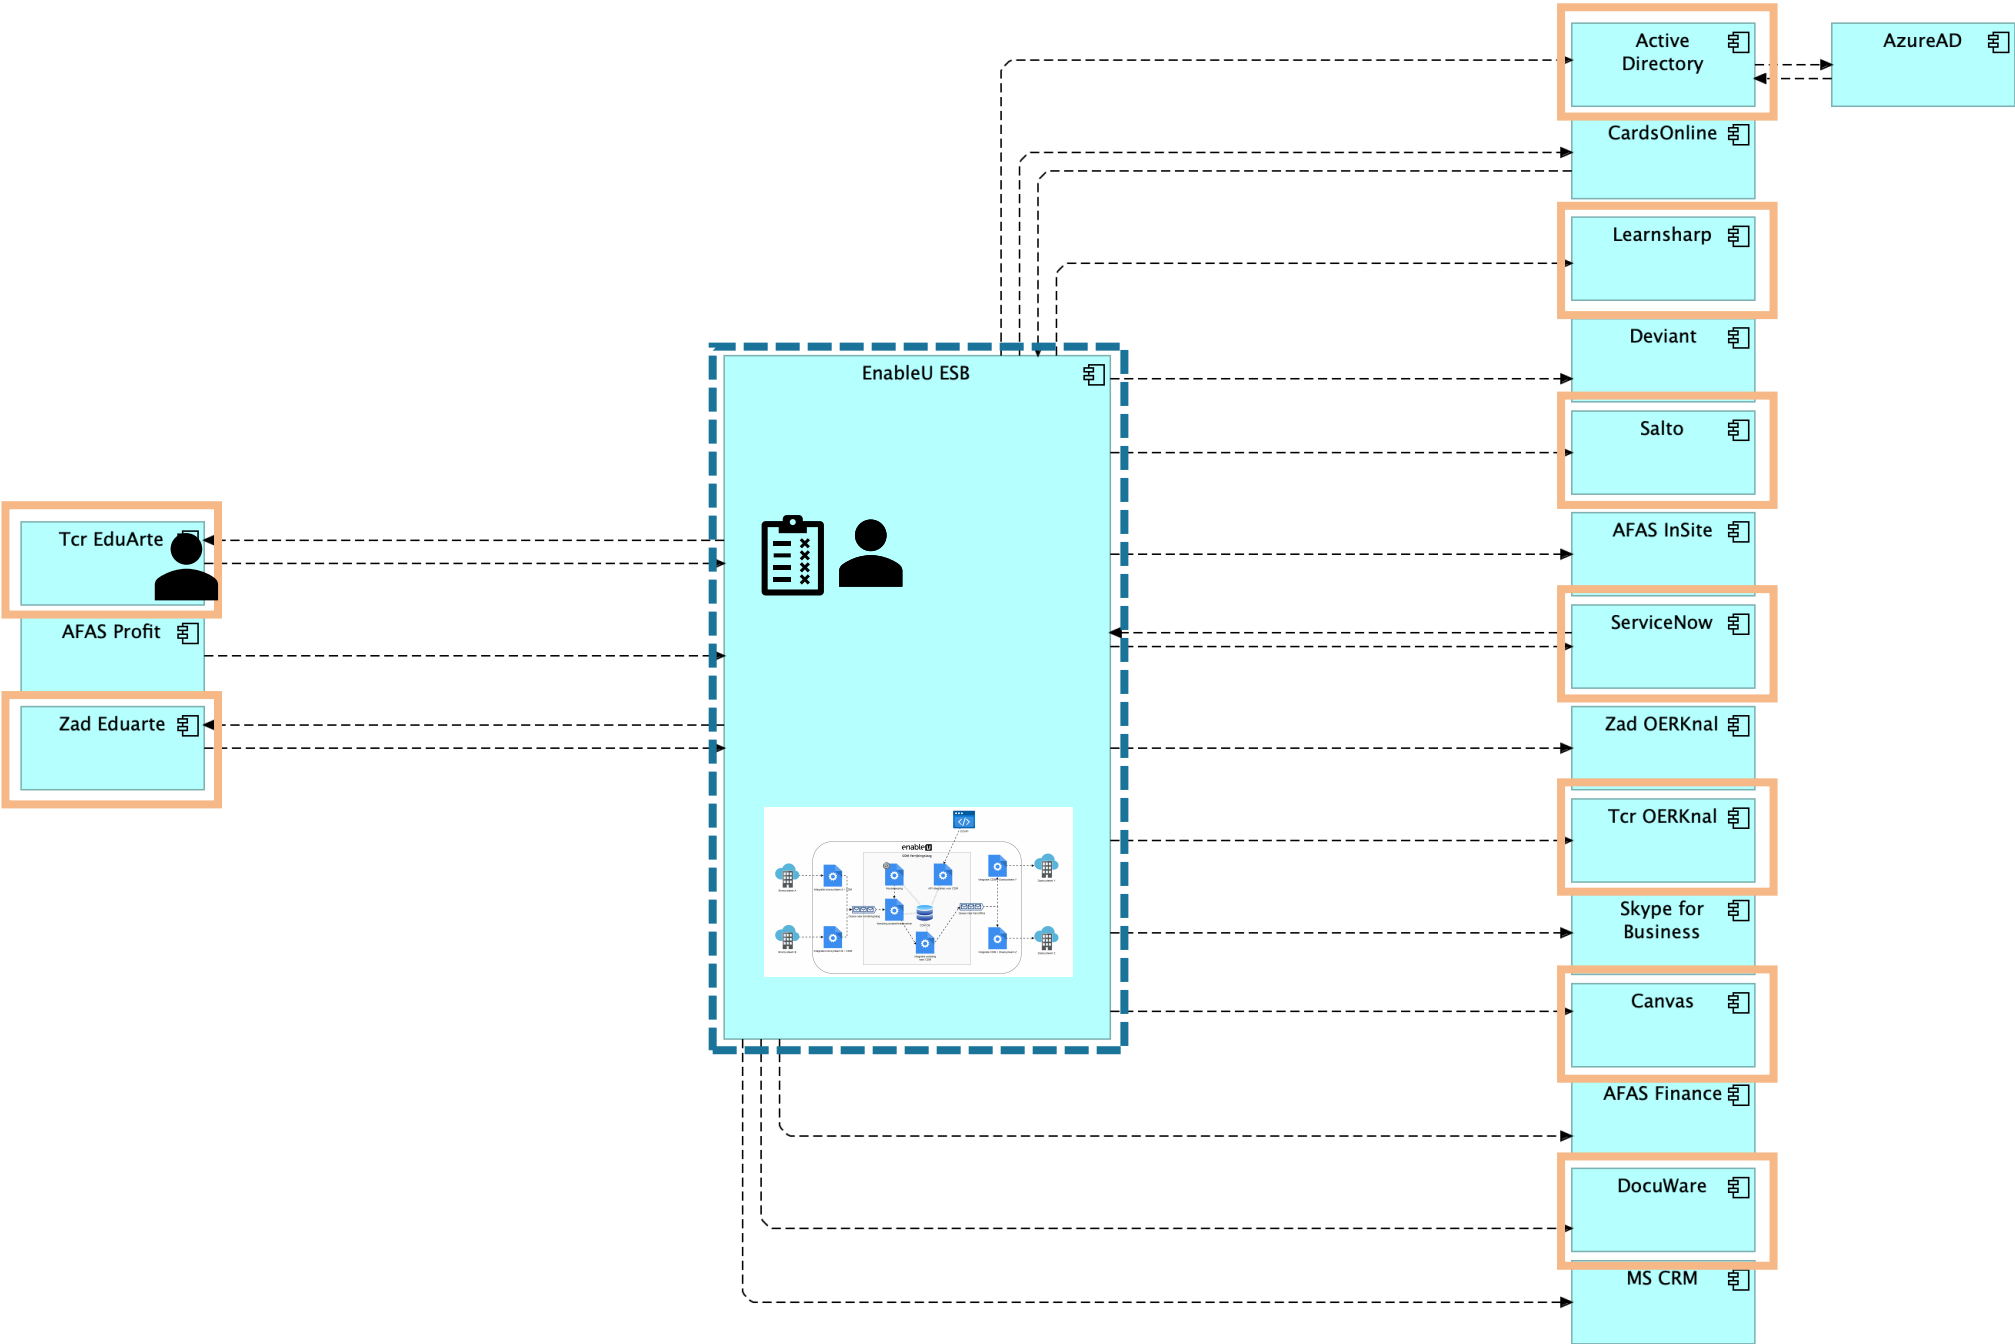 Active
Directory
AzureAD
CardsOnline
Learnsharp
Deviant
EnableU ESB
Salto
Tcr EduArte
AFAS InSite
AFAS Profit
ServiceNow
Zad Eduarte
Zad OERKnal
Tcr OERKnal
enableU
Skype for
Business
Canvas
AFAS Finance
DocuWare
MS CRM